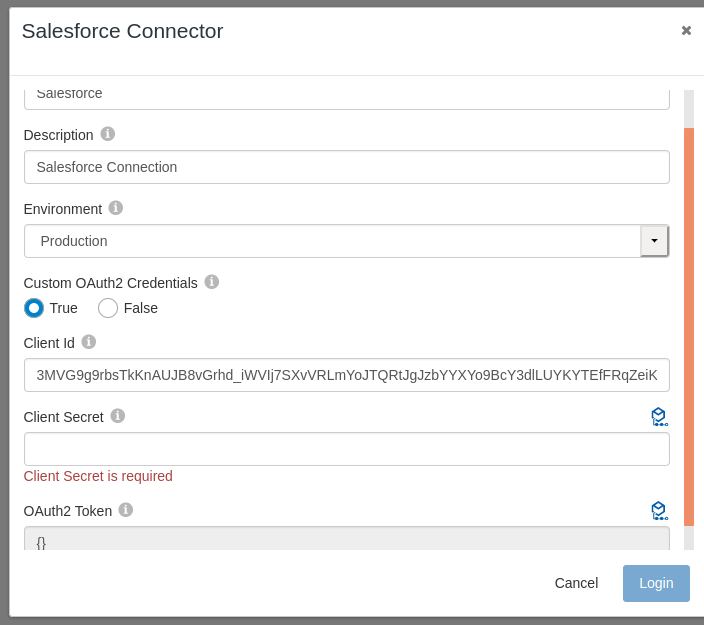 Salesforce Connector
Salesforce
Description
Salesforce Connection
Environment
Production
Custom OAuth2 Credentials
True False
Client Id
3MVG9g9rbsTkKnAUJB8vGrhd_iWVIj7SXvVRLmYoJTQRtJgJzbYYXYo9BcY3dlLUYKYTEfFRqZeiK
Client Secret
Client Secret is required
OAuth2 Token
{}
Cancel Login